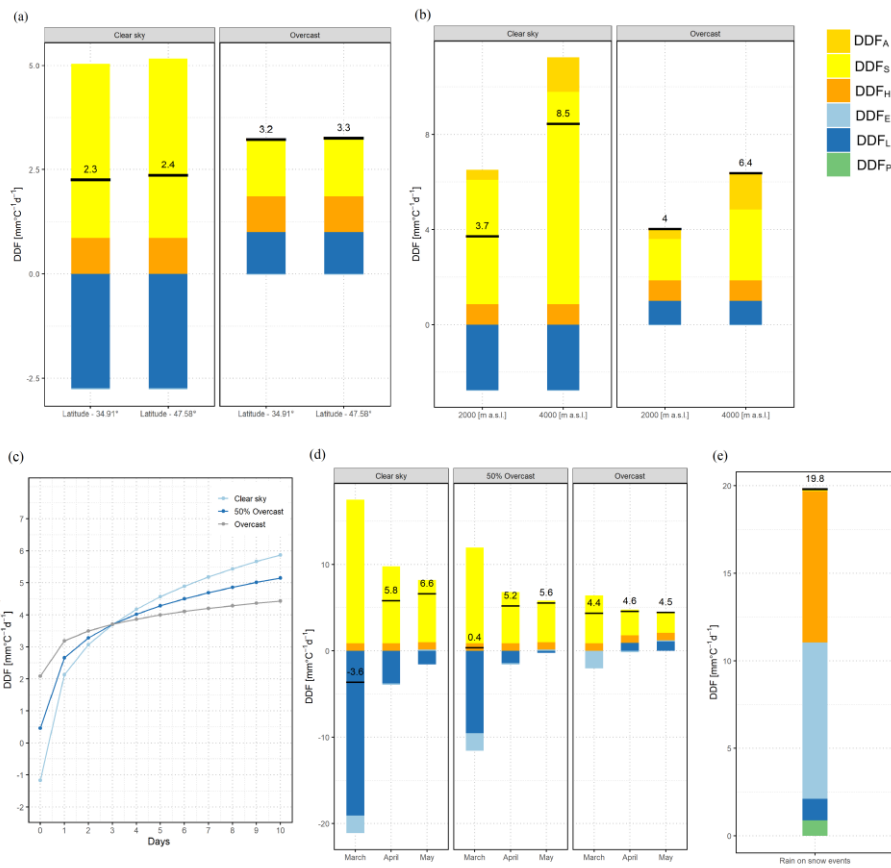 (a)
Clear sky
Overcast
DDF [mm°C⁻¹d⁻¹]
5.0
2.5
0.0
-2.5
2.3
2.4
3.2
3.3
Latitude - 34.91°
Latitude - 47.58°
Latitude - 34.91°
Latitude - 47.58°
(b)
Clear sky
Overcast
DDF [mm°C⁻¹d⁻¹]
8
4
0
3.7
8.5
4
6.4
2000 [m a.s.l.]
4000 [m a.s.l.]
2000 [m a.s.l.]
4000 [m a.s.l.]
DDF_A
DDF_S
DDF_H
DDF_E
DDF_L
DDF_P
(c)
DDF [mm°C⁻¹d⁻¹]
7
6
5
4
3
2
1
0
-1
-2
Clear sky
50% Overcast
Overcast
0 1 2 3 4 5 6 7 8 9 10
Days
(d)
Clear sky
50% Overcast
Overcast
DDF [mm°C⁻¹d⁻¹]
10
0
-10
-20
-3.6
5.8
6.6
0.4
5.2
5.6
4.4
4.6
4.5
March April May
March April May
March April May
(e)
DDF [mm°C⁻¹d⁻¹]
20
15
10
5
0
19.8
Rain on snow events